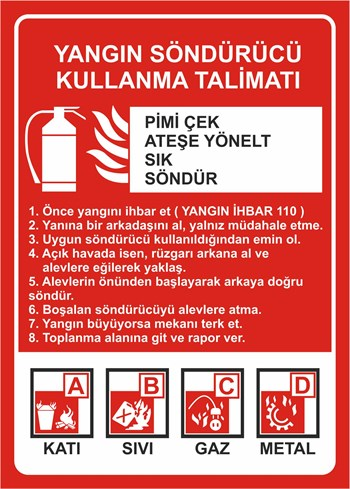 YANGIN SÖNDÜRÜCÜ
KULLANMA TALİMATI
PİMİ ÇEK
ATEŞE YÖNELT
SIK
SÖNDÜR
1. Önce yangını ihbar et ( YANGIN İHBAR 110 )
2. Yanına bir arkadaşını al, yalnız müdahale etme.
3. Uygun söndürücü kullanıldığından emin ol.
4. Açık havada isen, rüzgarı arkana al ve
alevlere eğilerek yaklaş.
5. Alevlerin önünden başlayarak arkaya doğru
söndür.
6. Boşalan söndürücüyü alevlere atma.
7. Yangın büyüyorsa mekanı terk et.
8. Toplanma alanına git ve rapor ver.
A B C D
KATI SIVI GAZ METAL